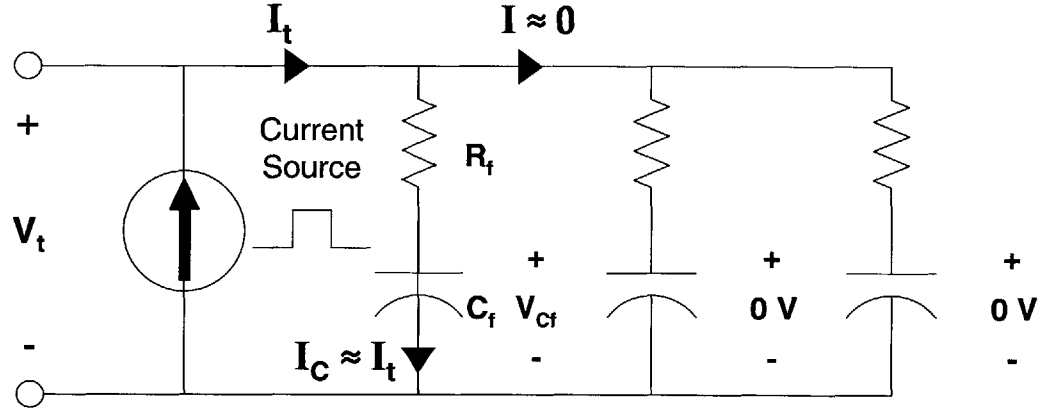 I_t
I ≈ 0
+
Current
Source
R_f
V_t
+
+
+
C_f
V_Cf
0 V
0 V
-
I_C ≈ I_t
-
-
-